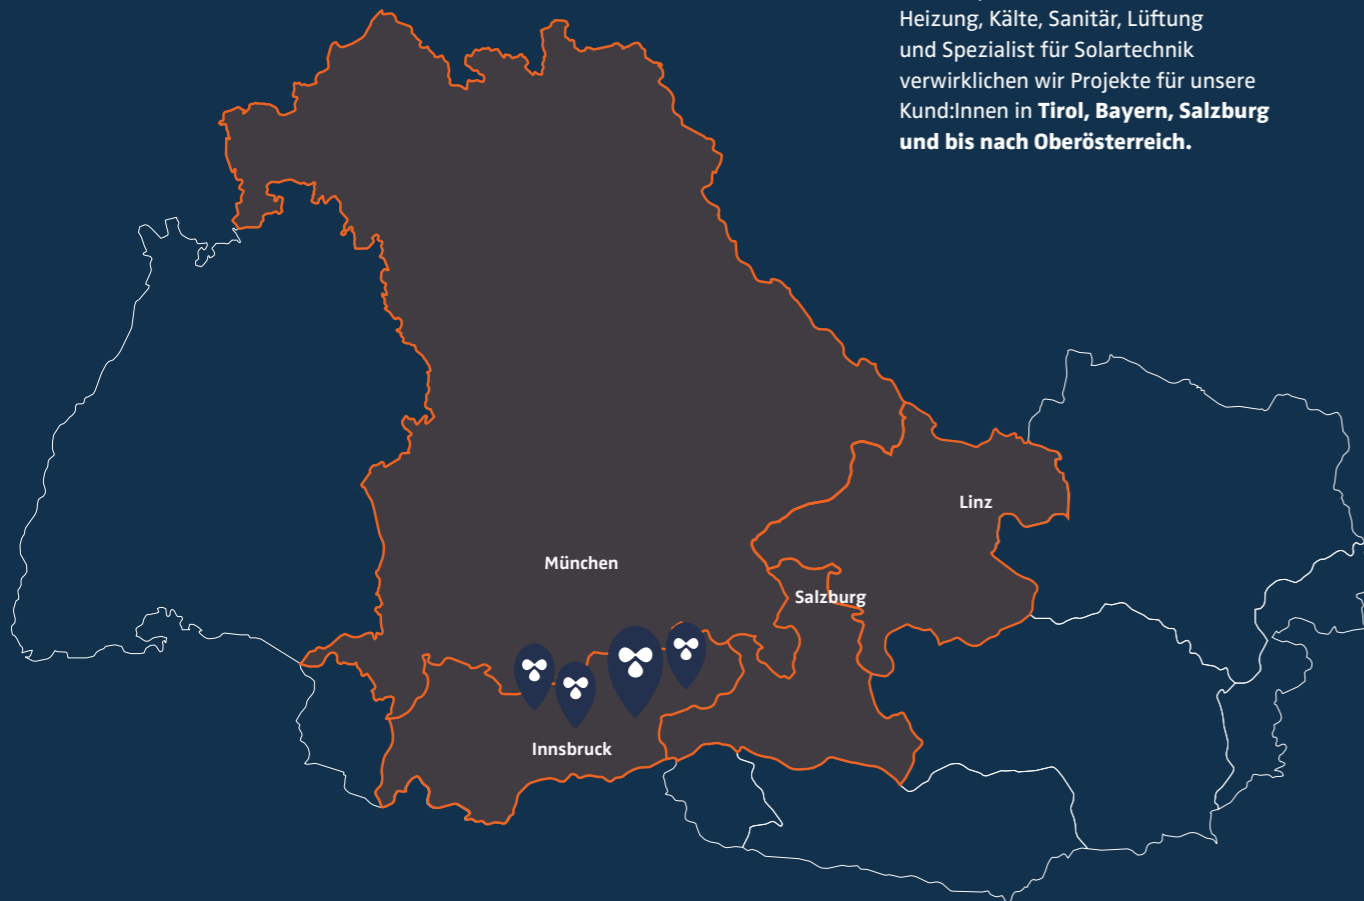 Heizung, Kälte, Sanitär, Lüftung
und Spezialist für Solartechnik
verwirklichen wir Projekte für unsere
Kund:Innen in Tirol, Bayern, Salzburg
und bis nach Oberösterreich.
Linz
München
Salzburg
Innsbruck